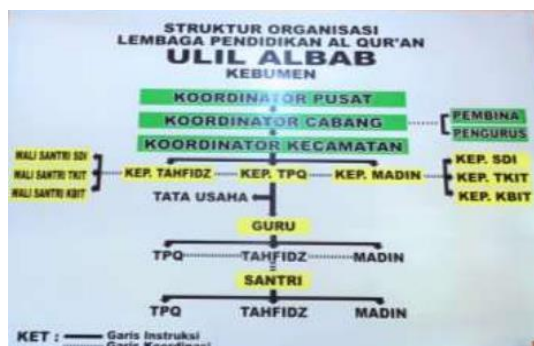 STRUKTUR ORGANISASI
LEMBAGA PENDIDIKAN AL QUR'AN
ULIL ALBAB
KEBUMEN
KOORDINATOR PUSAT
KOORDINATOR CABANG
PEMBINA
PENGURUS
KOORDINATOR KECAMATAN
WALI SANTRI SDI
WALI SANTRI TKIT
WALI SANTRI KBIT
KEP. TAHFIDZ
KEP. TPQ
KEP. MADIN
KEP. SDI
KEP. TKIT
KEP. KBIT
TATA USAHA
GURU
TPQ TAHFIDZ MADIN
SANTRI
TPQ TAHFIDZ MADIN
KET : Garis Instruksi
Garis Koordinasi